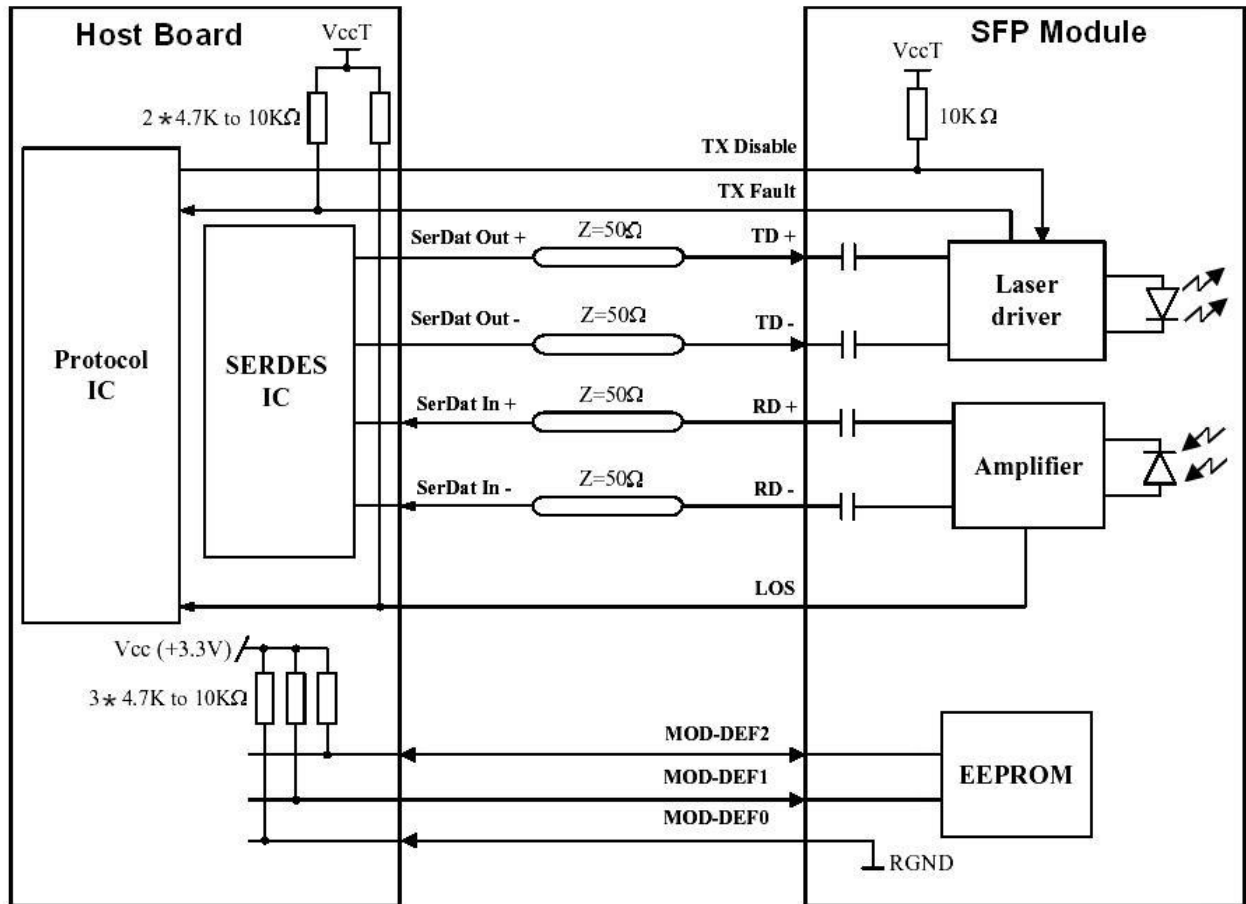 Host Board
SFP Module
VccT
VccT
2*4.7K to 10KΩ
10KΩ
TX Disable
TX Fault
SerDat Out +
Z=50Ω
TD +
Laser
driver
SerDat Out -
Z=50Ω
TD -
Protocol
IC
SERDES
IC
SerDat In +
Z=50Ω
RD +
Amplifier
SerDat In -
Z=50Ω
RD -
LOS
Vcc (+3.3V)
3*4.7K to 10KΩ
MOD-DEF2
MOD-DEF1
EEPROM
MOD-DEF0
RGND